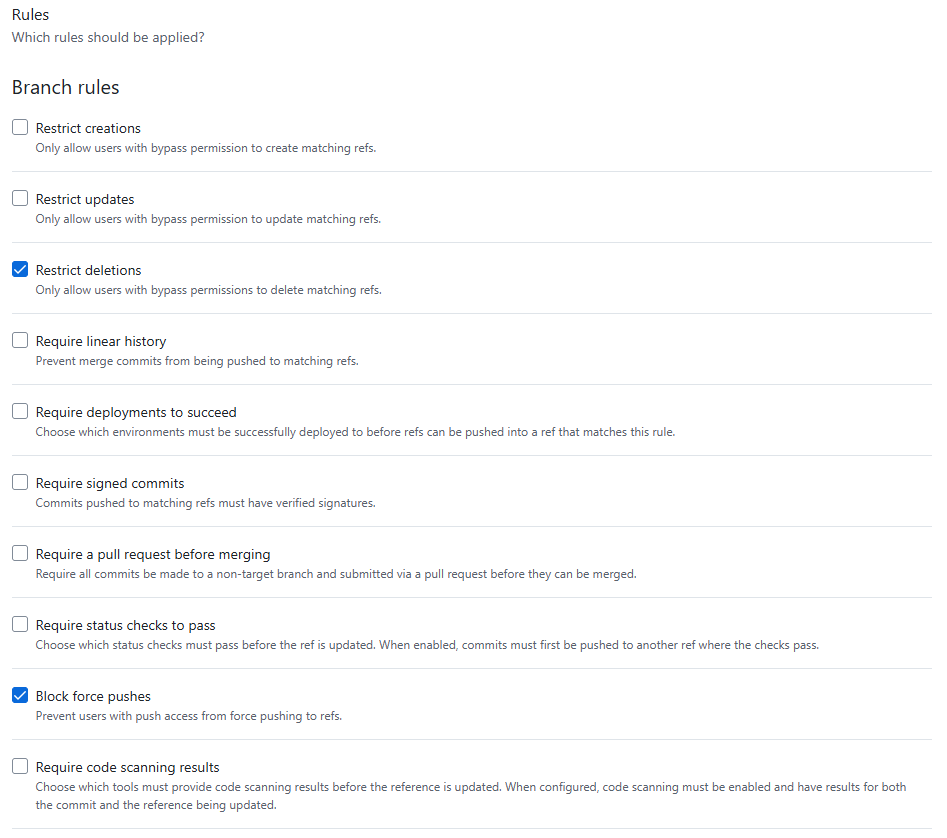 Rules
Which rules should be applied?
Branch rules
Restrict creations
Only allow users with bypass permission to create matching refs.
Restrict updates
Only allow users with bypass permission to update matching refs.
Restrict deletions
Only allow users with bypass permissions to delete matching refs.
Require linear history
Prevent merge commits from being pushed to matching refs.
Require deployments to succeed
Choose which environments must be successfully deployed to before refs can be pushed into a ref that matches this rule.
Require signed commits
Commits pushed to matching refs must have verified signatures.
Require a pull request before merging
Require all commits be made to a non-target branch and submitted via a pull request before they can be merged.
Require status checks to pass
Choose which status checks must pass before the ref is updated. When enabled, commits must first be pushed to another ref where the checks pass.
Block force pushes
Prevent users with push access from force pushing to refs.
Require code scanning results
Choose which tools must provide code scanning results before the reference is updated. When configured, code scanning must be enabled and have results for both
the commit and the reference being updated.